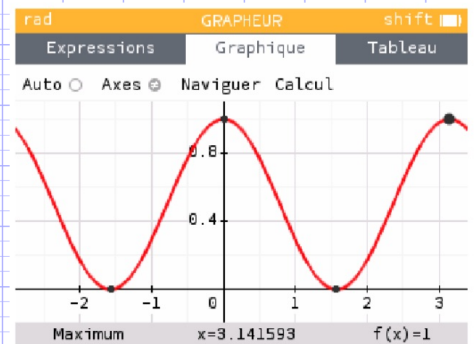 rad GRAPHEUR shift
Expressions Graphique Tableau
Auto Axes Naviguer Calcul
0.8
0.4
-2 -1 0 1 2 3
Maximum x=3.141593 f(x)=1